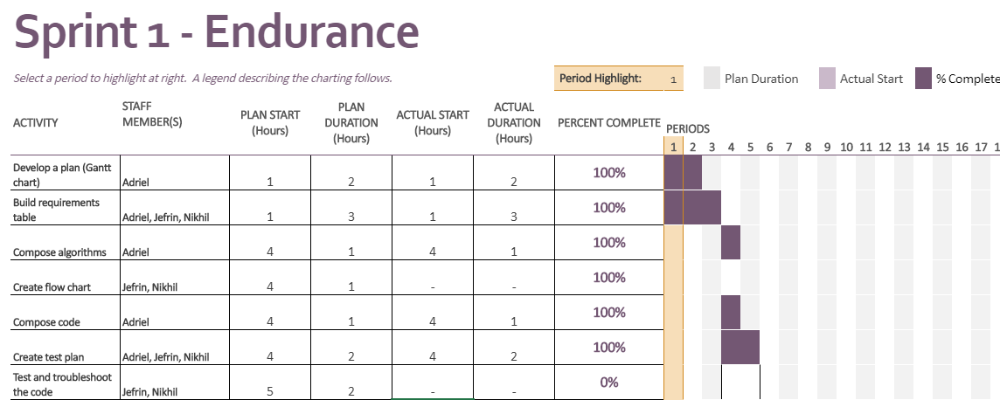 Sprint 1 - Endurance
Select a period to highlight at right.  A legend describing the charting follows.
Period Highlight: 1
Plan Duration
Actual Start
% Complete
ACTIVITY
STAFF
MEMBER(S)
PLAN START
(Hours)
PLAN
DURATION
(Hours)
ACTUAL START
(Hours)
ACTUAL
DURATION
(Hours)
PERCENT COMPLETE
PERIODS
1 2 3 4 5 6 7 8 9 10 11 12 13 14 15 16 17 1
Develop a plan (Gantt
chart)
Adriel 1 2 1 2 100%
Build requirements
table
Adriel, Jefrin, Nikhil 1 3 1 3 100%
Compose algorithms Adriel 4 1 4 1 100%
Create flow chart Jefrin, Nikhil 4 1 - - 100%
Compose code Adriel 4 1 4 1 100%
Create test plan Adriel, Jefrin, Nikhil 4 2 4 2 100%
Test and troubleshoot
the code
Jefrin, Nikhil 5 2 - - 0%